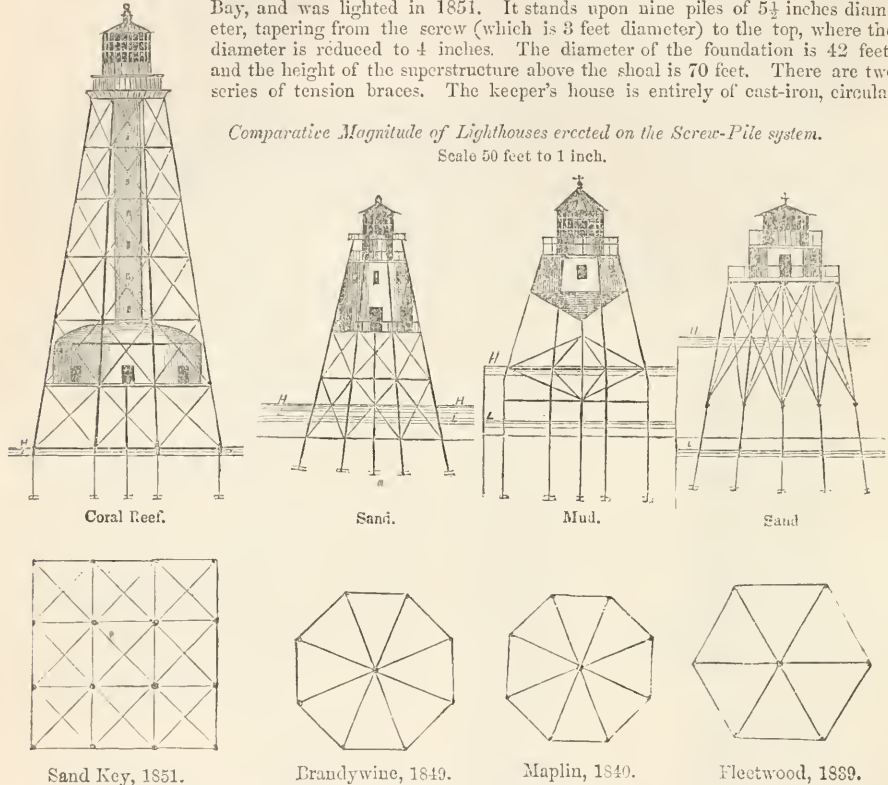 Bay, and was lighted in 1851. It stands upon nine piles of 5½ inches diam-
eter, tapering from the screw (which is 3 feet diameter) to the top, where the
diameter is reduced to 4 inches. The diameter of the foundation is 42 feet
and the height of the superstructure above the shoal is 70 feet. There are two
series of tension braces. The keeper's house is entirely of cast-iron, circula
Comparative Magnitude of Lighthouses erected on the Screw-Pile system.
Scale 50 feet to 1 inch.
H
H H
L L
H
L
H
L
Coral Reef. Sand. Mud. Sand
Sand Key, 1851. Brandywine, 1849. Maplin, 1840. Fleetwood, 1839.